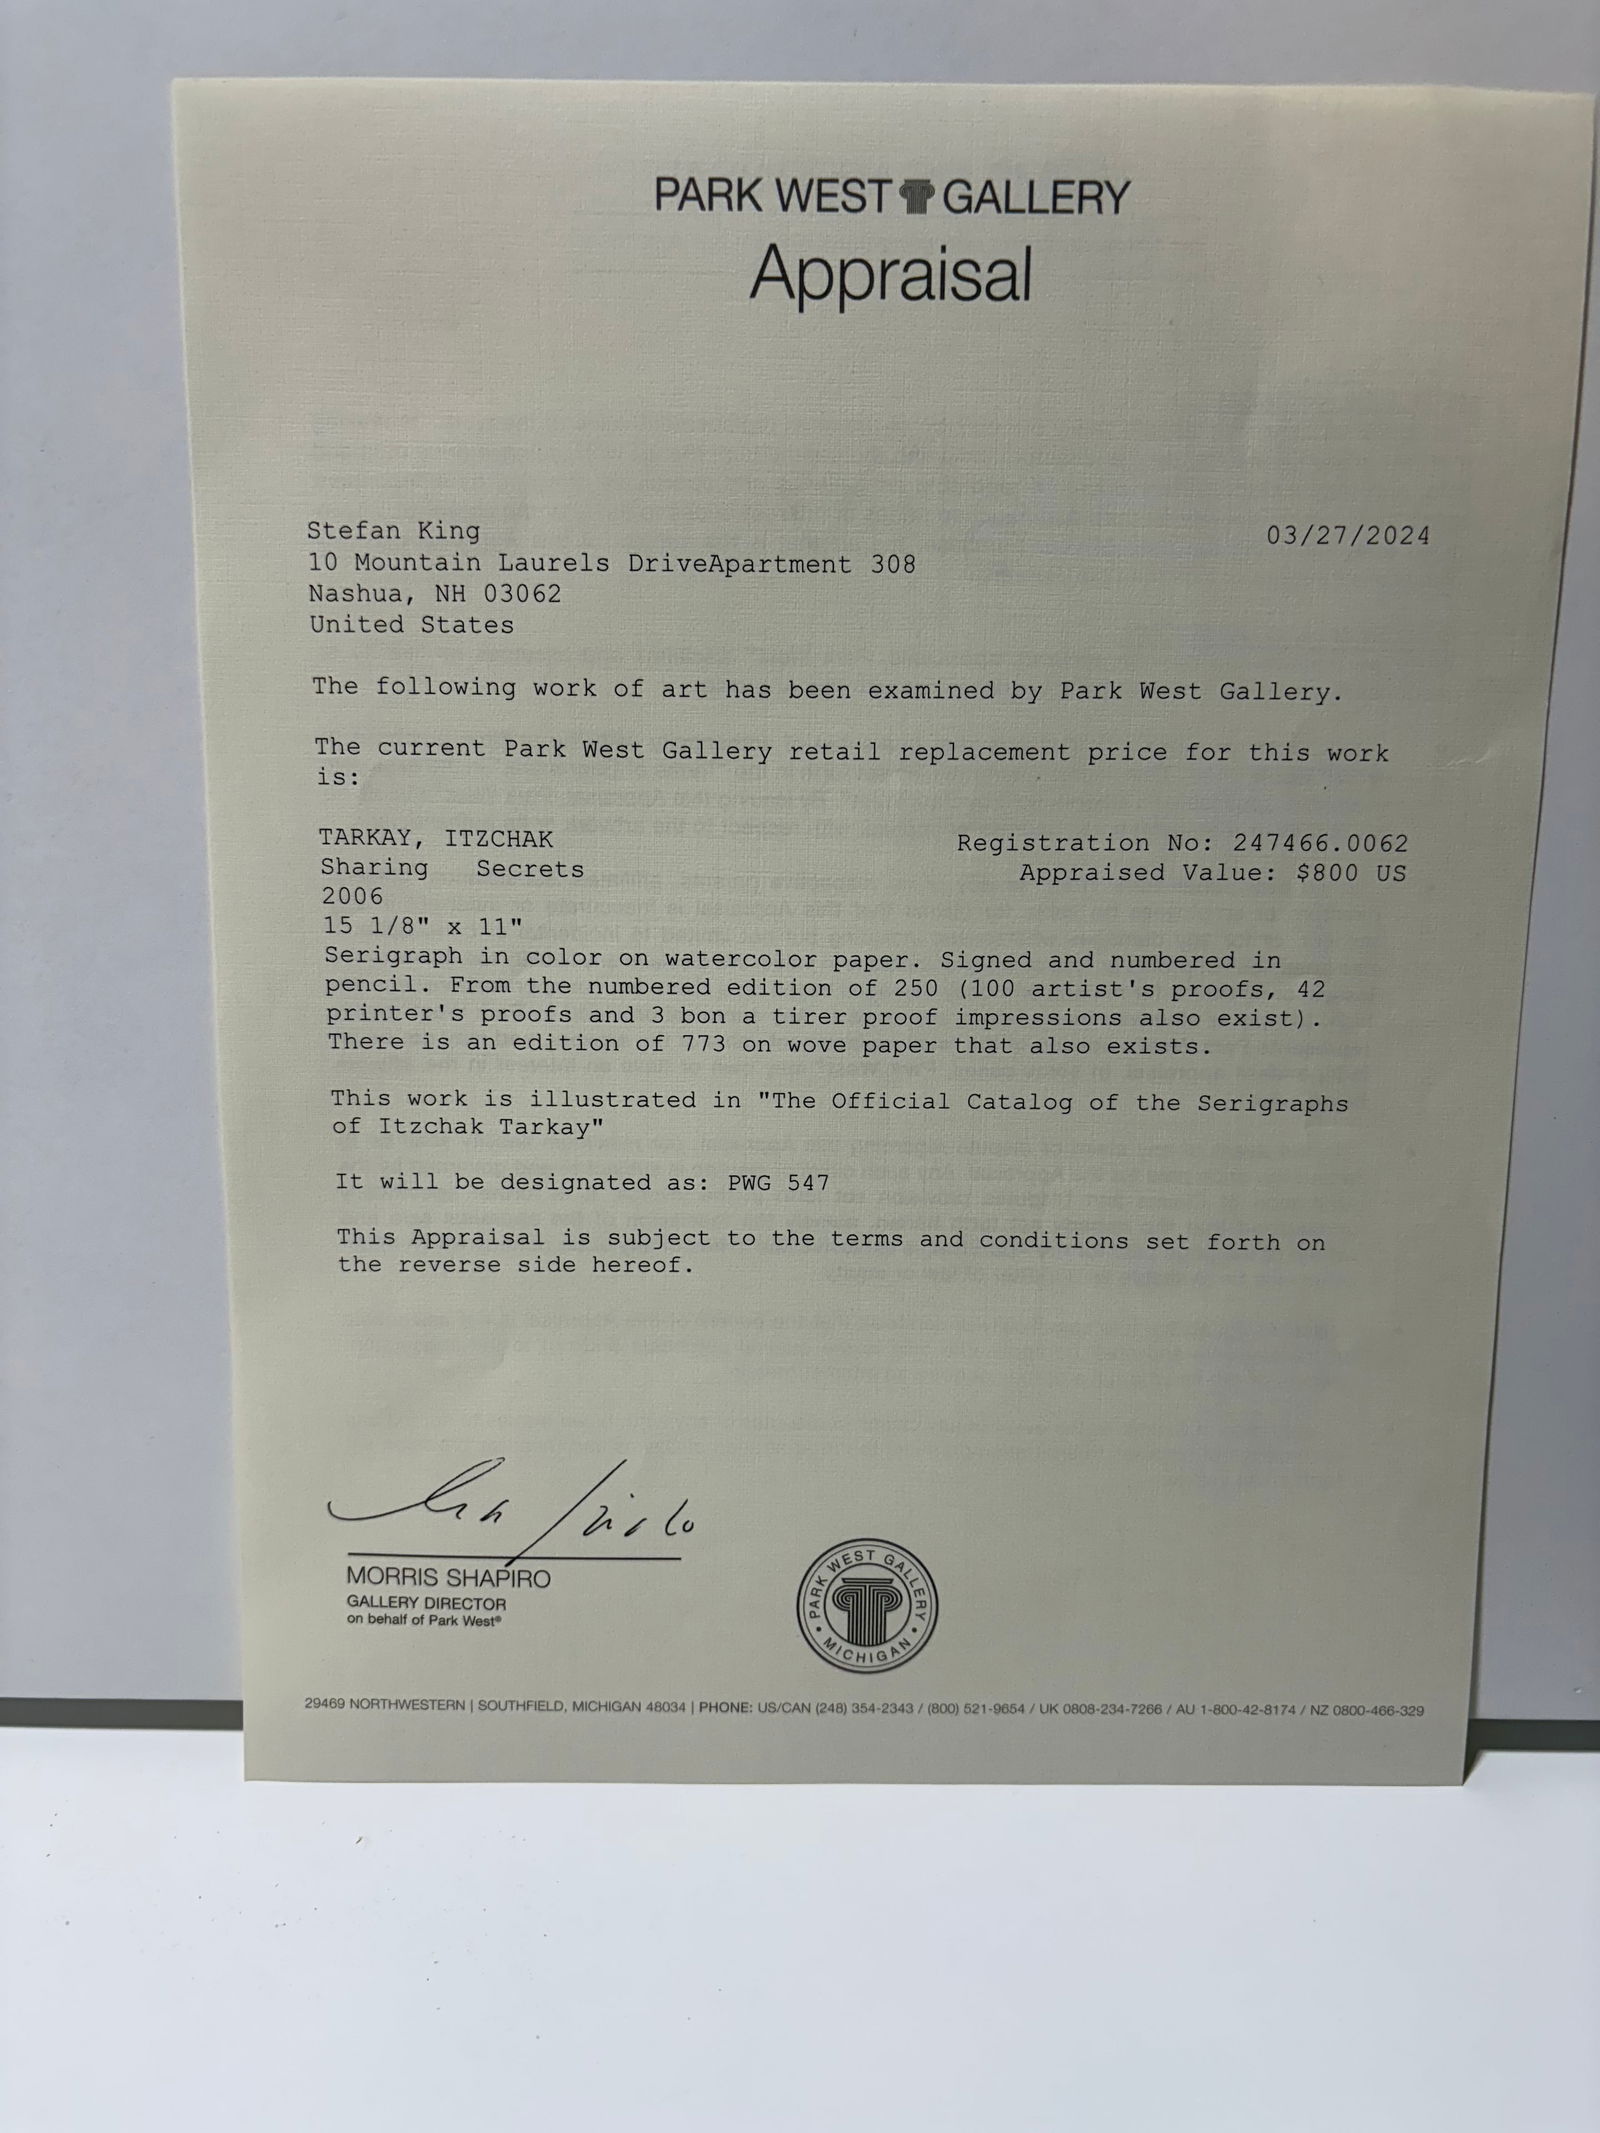 PARK WEST GALLERY
Appraisal
Stefan King
03/27/2024
10 Mountain Laurels DriveApartment 308
Nashua, NH 03062
United States
The following work of art has been examined by Park West Gallery.
The current Park West Gallery retail replacement price for this work
is:
TARKAY, ITZCHAK
Registration No: 247466.0062
Sharing Secrets
Appraised Value: $800 US
2006
15 1/8" x 11"
Serigraph in color on watercolor paper. Signed and numbered in
pencil. From the numbered edition of 250 (100 artist's proofs, 42
printer's proofs and 3 bon a tirer proof impressions also exist).
There is an edition of 773 on wove paper that also exists.
This work is illustrated in "The Official Catalog of the Serigraphs
of Itzchak Tarkay"
It will be designated as: PWG 547
This Appraisal is subject to the terms and conditions set forth on
the reverse side hereof.
MORRIS SHAPIRO
GALLERY DIRECTOR
on behalf of Park West®
PARK WEST GALLERY • MICHIGAN •
29469 NORTHWESTERN | SOUTHFIELD, MICHIGAN 48034 | PHONE: US/CAN (248) 354-2343 / (800) 521-9654 / UK 0808-234-7266 / AU 1-800-42-8174 / NZ 0800-466-329